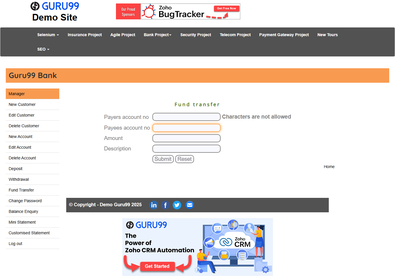 GURU99
Demo Site
Go Get Sprints
Zoho
BugTracker
Selenium
Insurance Project
Agile Project
Bank Project
Security Project
Telecom Project
Payment Gateway Project
New Tours
SEO
Guru99 Bank
Manager
New Customer
Edit Customer
Delete Customer
New Account
Edit Account
Delete Account
Deposit
Withdrawal
Fund Transfer
Change Password
Balance Enquiry
Mini Statement
Customised Statement
Log out
Fund transfer
Payers account no
Characters are not allowed
Payees account no
Amount
Description
Submit
Reset
Home
© Copyright - Demo Guru99 2025
GURU99
The
Power of
Zoho CRM Automation
Get Started
Zoho
CRM